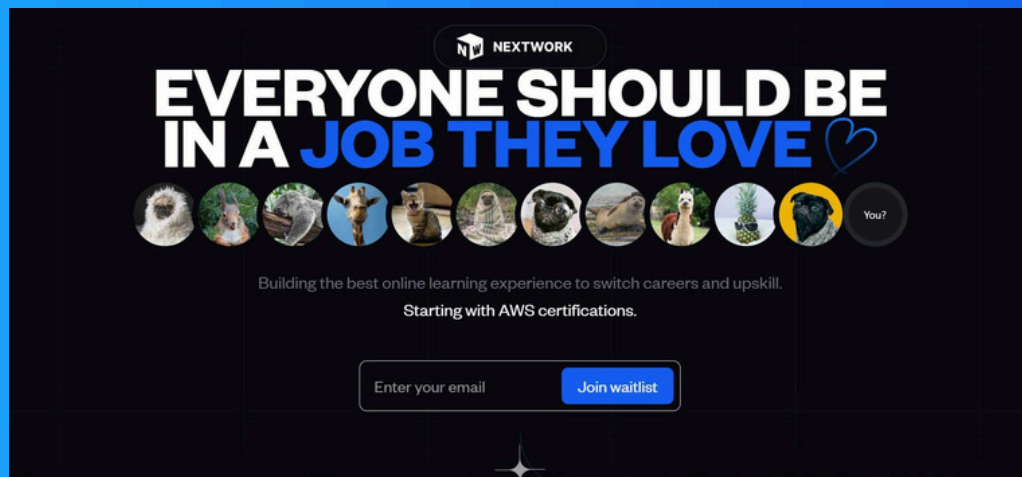 NW NEXTWORK
EVERYONE SHOULD BE
IN A JOB THEY LOVE
You?
Building the best online learning experience to switch careers and upskill.
Starting with AWS certifications.
Enter your email
Join waitlist